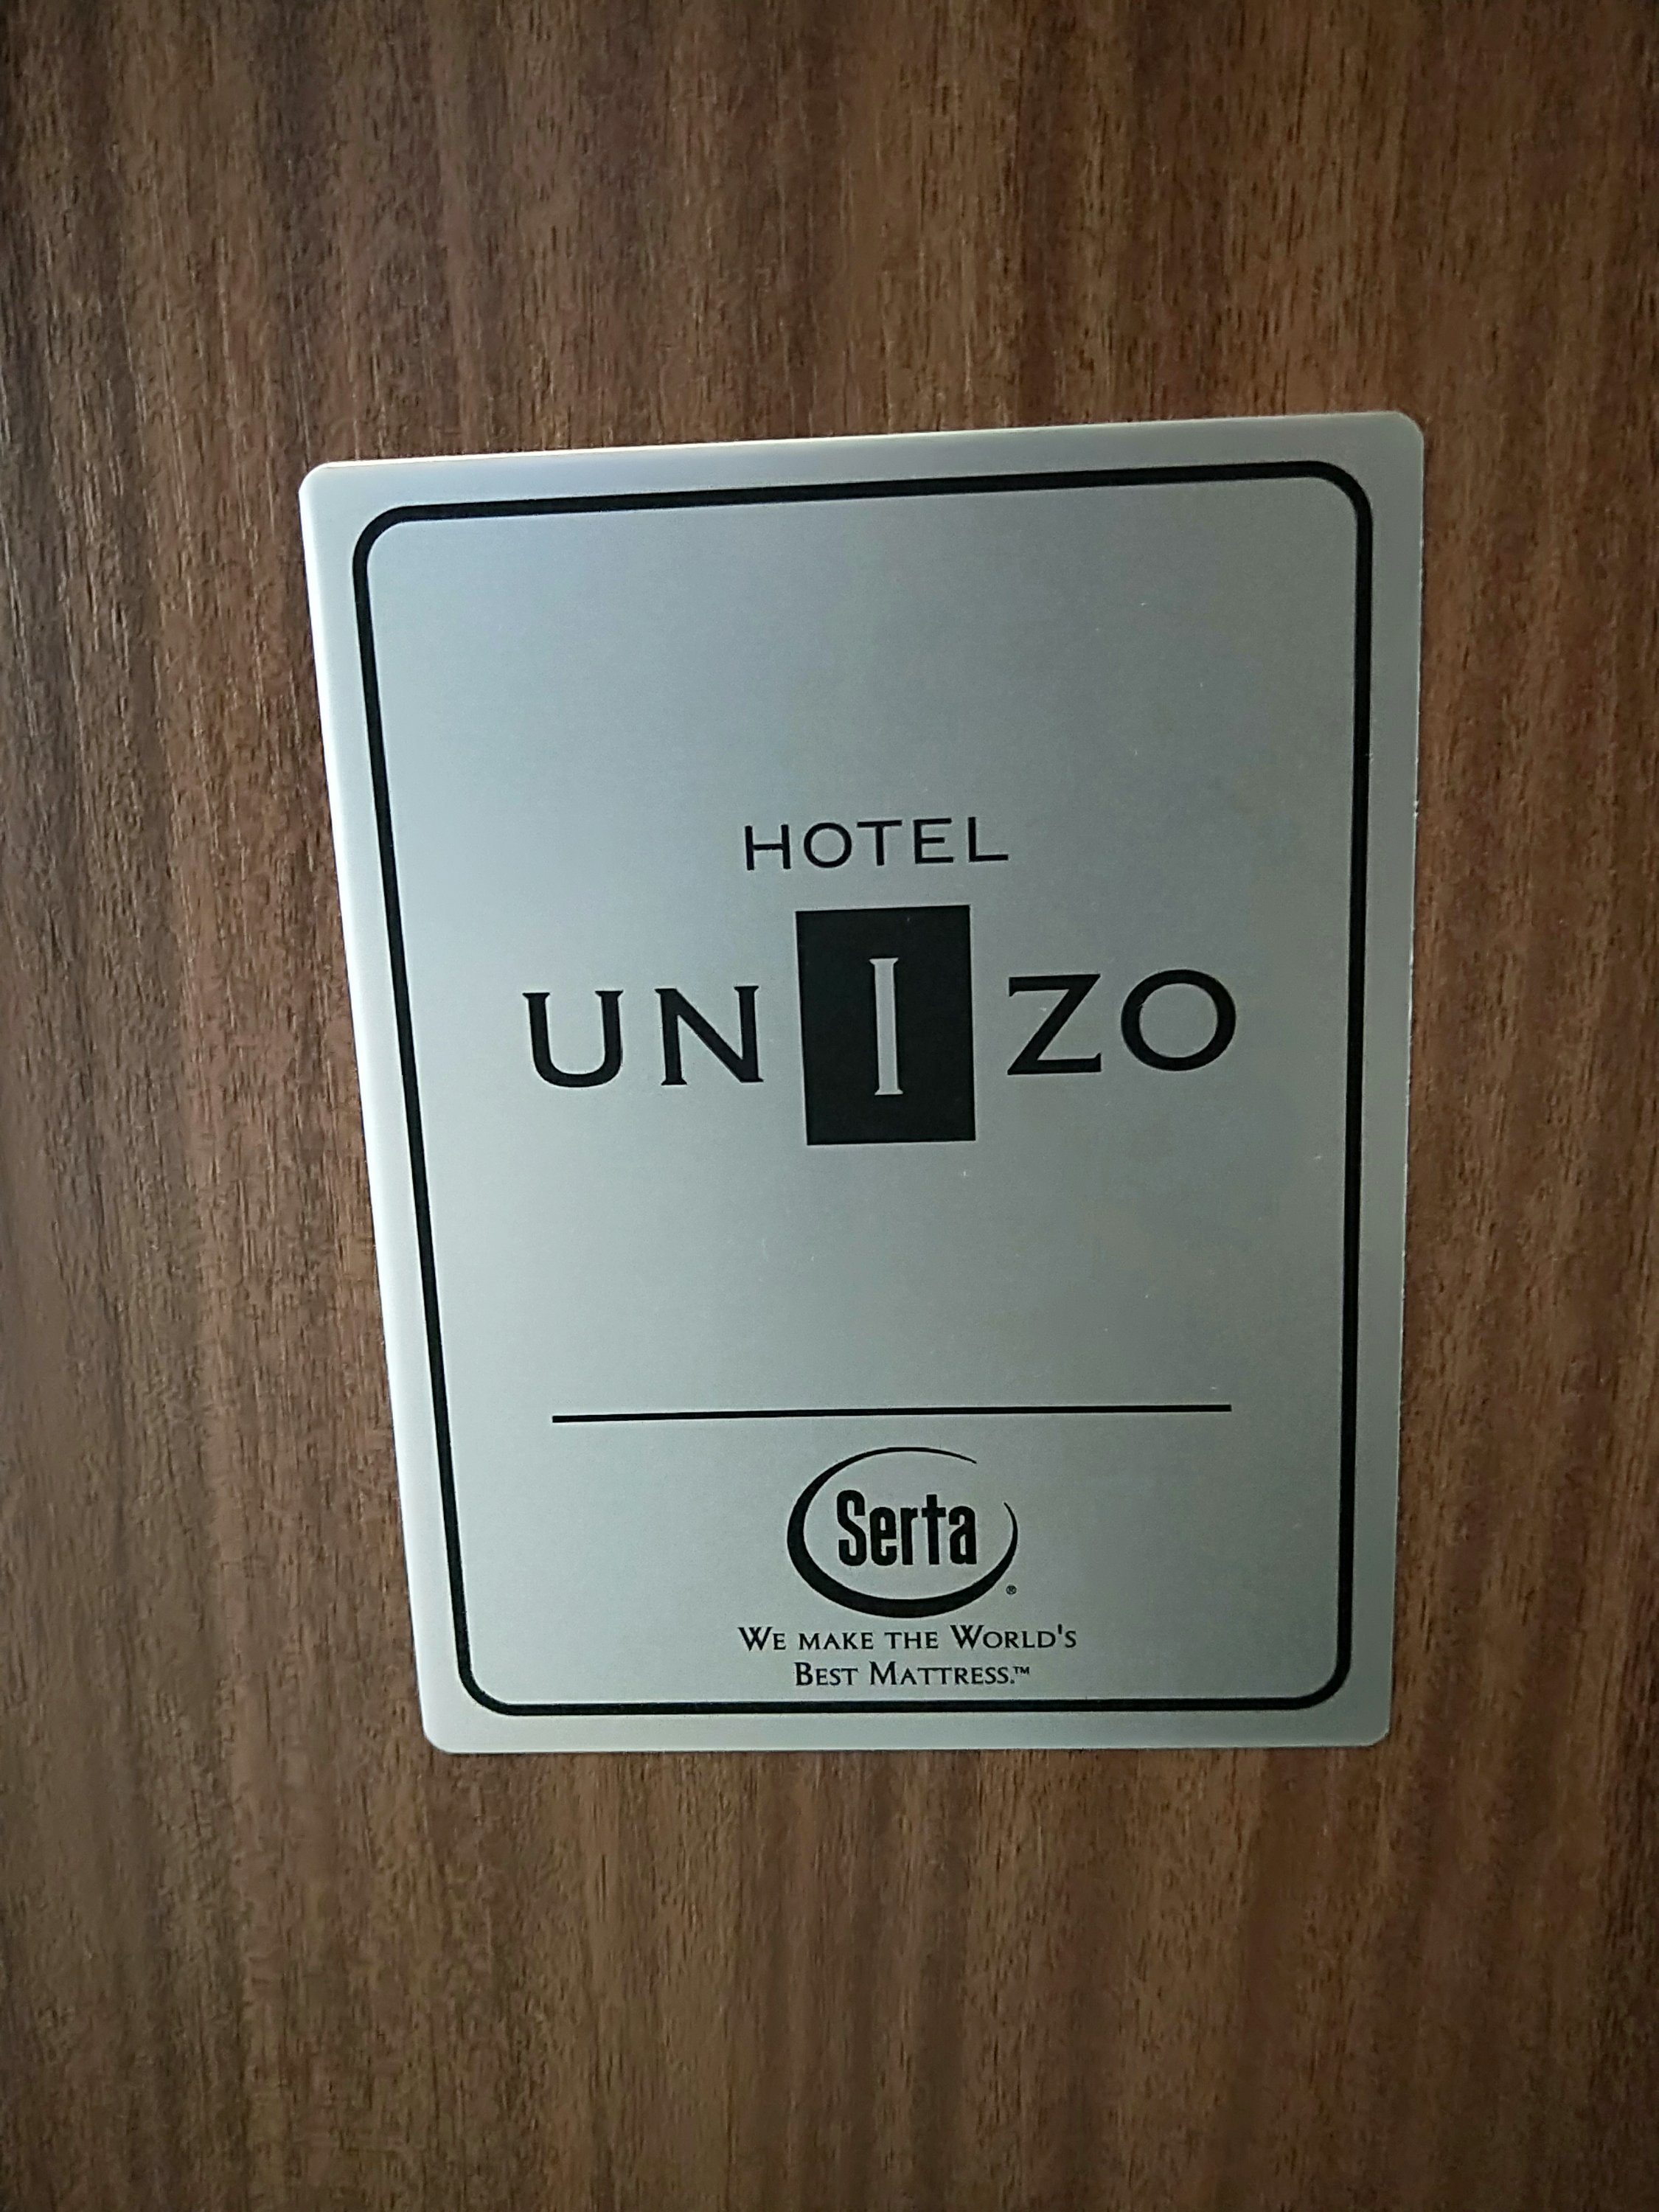 HOTEL
UNIZO
Serta®
WE MAKE THE WORLD'S
BEST MATTRESS.™